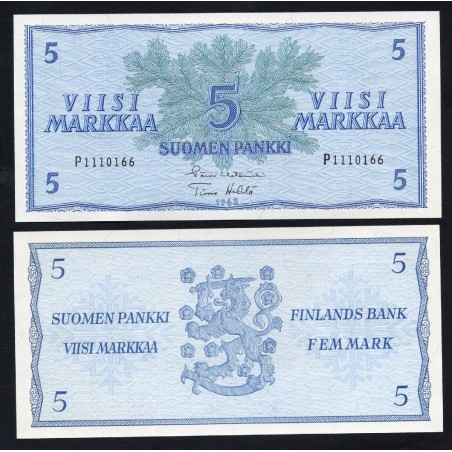 5 5
VIISI 5 VIISI
MARKKAA MARKKAA
SUOMEN PANKKI
P1110166 P1110166
5 1963 5
5 5
SUOMEN PANKKI FINLANDS BANK
VIISI MARKKAA FEM MARK
5 5